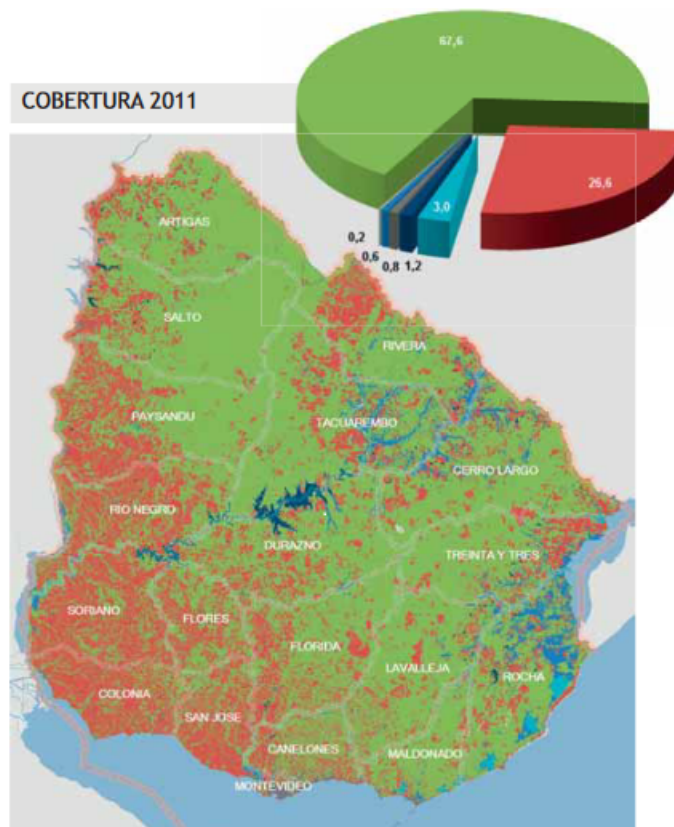 67,6
COBERTURA 2011
26,6
3,0
0,2
0,6
0,8
1,2
ARTIGAS
SALTO
RIVERA
PAYSANDU
TACUAREMBO
CERRO LARGO
RIO NEGRO
DURAZNO
TREINTA Y TRES
SORIANO
FLORES
FLORIDA
LAVALLEJA
ROCHA
COLONIA
SAN JOSE
CANELONES
MALDONADO
MONTEVIDEO